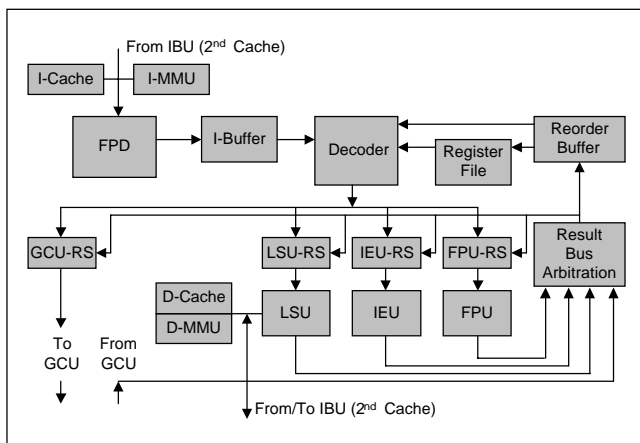 From IBU (2nd Cache)
I-Cache
I-MMU
FPD
I-Buffer
Decoder
Register
File
Reorder
Buffer
GCU-RS
LSU-RS
IEU-RS
FPU-RS
Result
Bus
Arbitration
D-Cache
D-MMU
LSU
IEU
FPU
To
GCU
From
GCU
From/To IBU (2nd Cache)